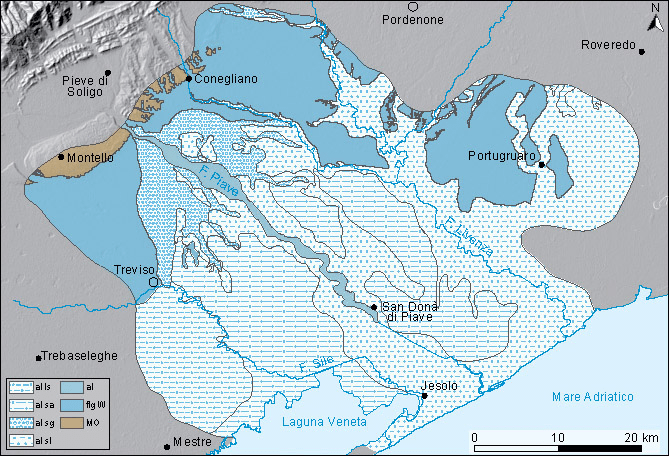 Pordenone
N
Roveredo
Pieve di
Soligo
Conegliano
Montello
Portugruaro
F. Piave
F. Livenza
Treviso
San Donà
di Piave
Trebaseleghe
F. Sile
Jesolo
Mare Adriatico
Laguna Veneta
Mestre
al ls
al sa
al sg
al sl
al
flg W
MO
0 10 20 km